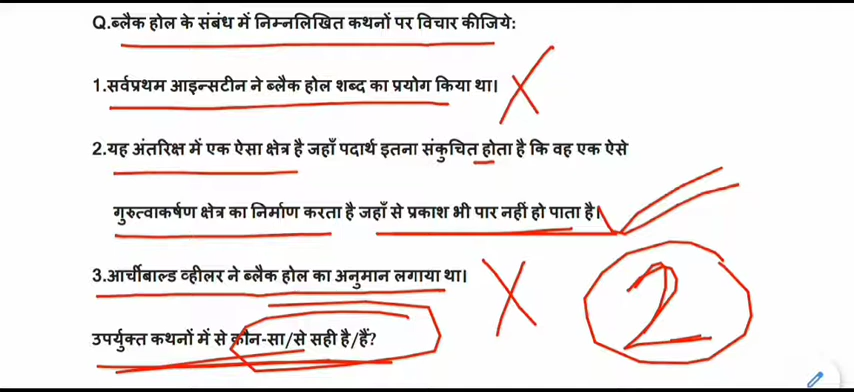 Q.ब्लैक होल के संबंध में निम्नलिखित कथनों पर विचार कीजिये:
1.सर्वप्रथम आइन्सटीन ने ब्लैक होल शब्द का प्रयोग किया था। X
2.यह अंतरिक्ष में एक ऐसा क्षेत्र है जहाँ पदार्थ इतना संकुचित होता है कि वह एक ऐसे
गुरुत्वाकर्षण क्षेत्र का निर्माण करता है जहाँ से प्रकाश भी पार नहीं हो पाता है।
3.आर्चीबाल्ड व्हीलर ने ब्लैक होल का अनुमान लगाया था। X
2
उपर्युक्त कथनों में से कौन-सा/से सही है/हैं?